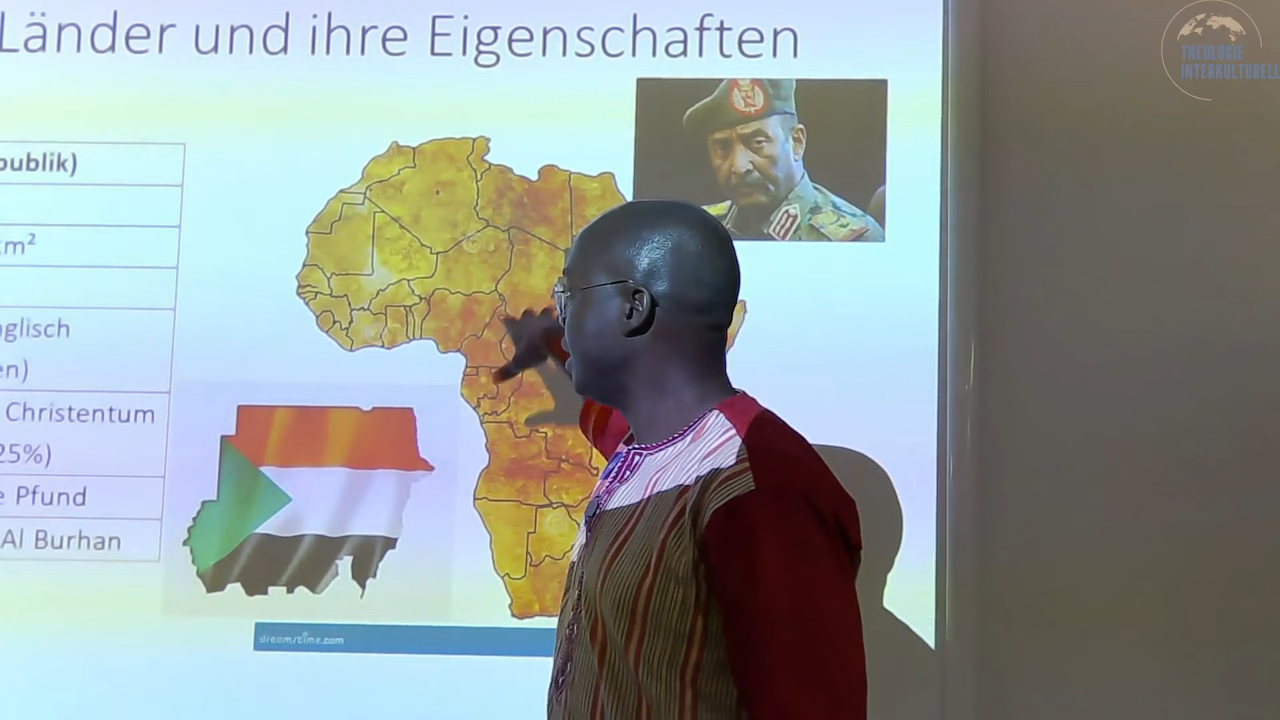 Länder und ihre Eigenschaften
publik)
km²
nglisch
en)
Christentum
25%)
e Pfund
Al Burhan
dreamstime.com
THEOLOGIE
INTERKULTURELL